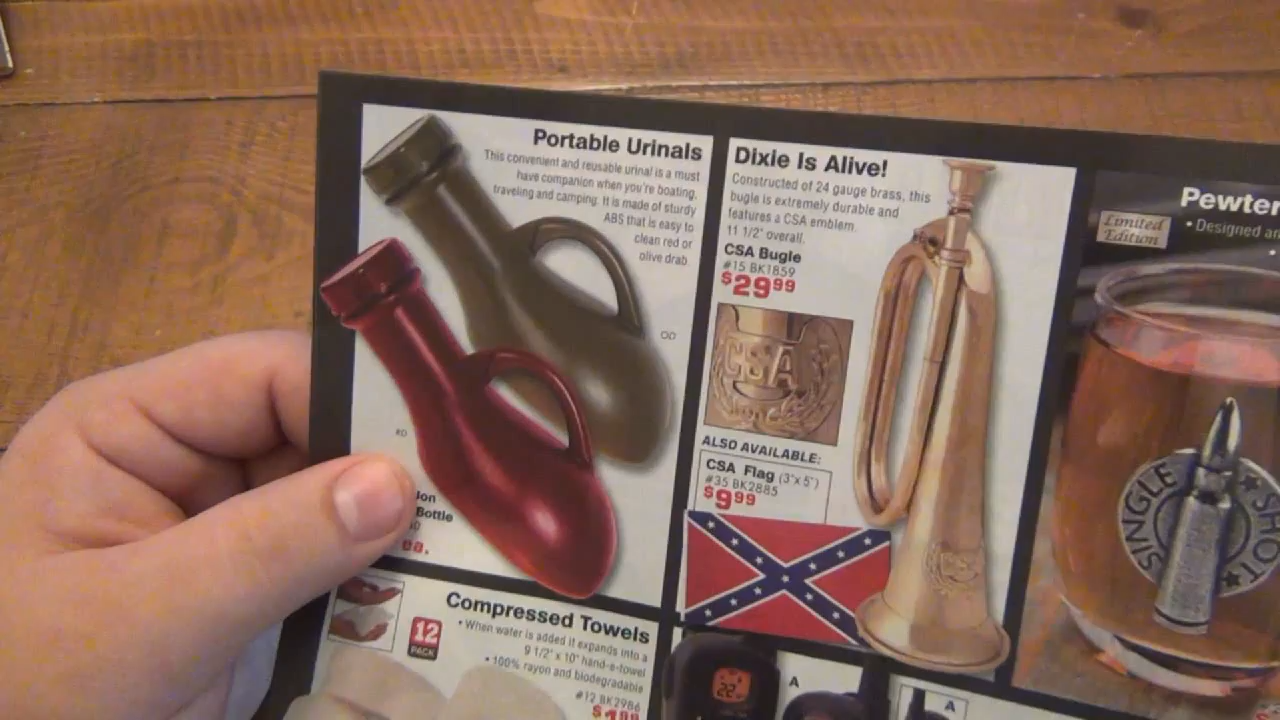 Portable Urinals
This convenient and reusable urinal is a must
have companion when you're boating,
traveling and camping. It is made of sturdy
ABS that is easy to
clean red or
olive drab.
OD
RD
Bottle
ea.
Dixie Is Alive!
Constructed of 24 gauge brass, this
bugle is extremely durable and
features a CSA emblem.
11 1/2" overall.
CSA Bugle
#15 BK1859
$29.99
CSA
ALSO AVAILABLE:
CSA Flag (3'x 5')
#35 BK2885
$9.99
CSA
Limited
Edition
Pewter
• Designed an
SINGLE SHOT
Compressed Towels
• When water is added it expands into a
9 1/2" x 10" hand-e-towel
• 100% rayon and biodegradable
#12 BK2986
12
PACK
22
A
A